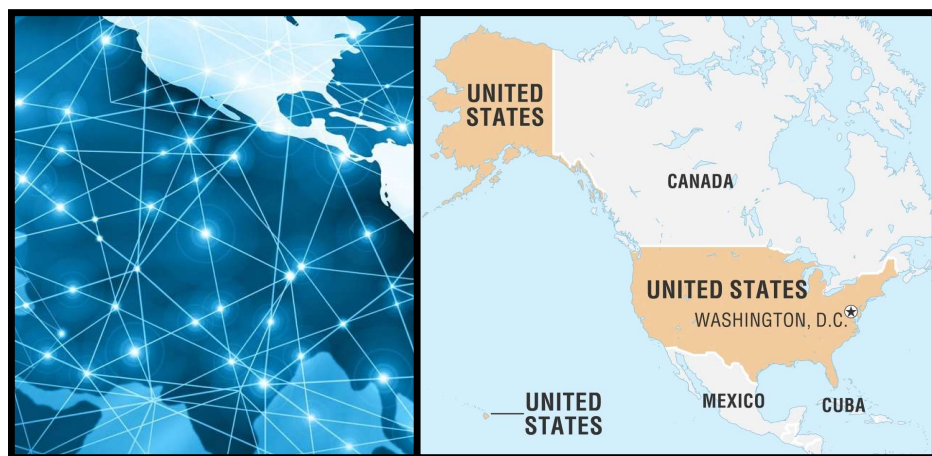 UNITED
STATES
CANADA
UNITED STATES
WASHINGTON, D.C.
MEXICO
CUBA
UNITED
STATES